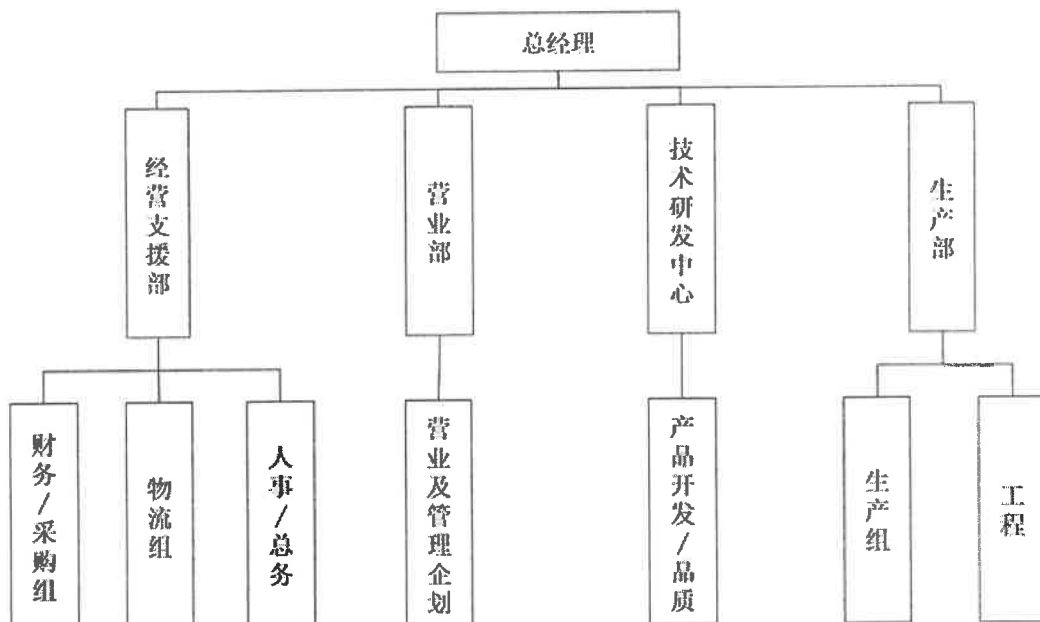 总经理
经营支援部
营业部
技术研发中心
生产部
财务/采购组
物流组
人事/总务
营业及管理企划
产品开发/品质
生产组
工程